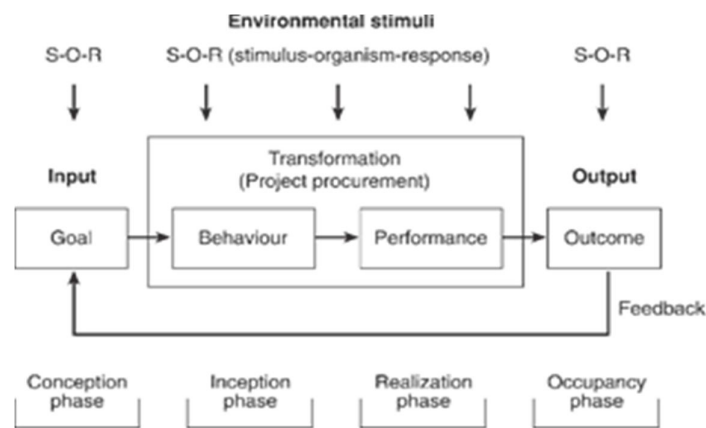 Environmental stimuli
S-O-R
S-O-R (stimulus-organism-response)
S-O-R
Input
Transformation
(Project procurement)
Output
Goal
Behaviour
Performance
Outcome
Feedback
Conception
phase
Inception
phase
Realization
phase
Occupancy
phase